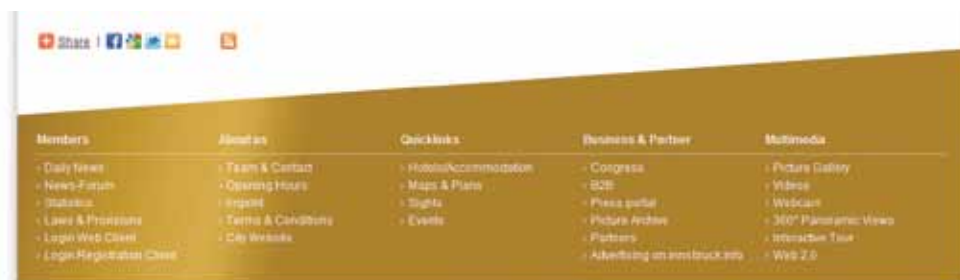 Share |
Members
Daily News
News-Forum
Statistics
Laws & Provisions
Login Web Client
Login Registration Client
About us
Team & Contact
Opening Hours
Imprint
Terms & Conditions
City Website
Quicklinks
Hotels/Accommodation
Maps & Plans
Sights
Events
Business & Partner
Congress
B2B
Press portal
Picture Archive
Partners
Advertising on innsbruck.info
Multimedia
Picture Gallery
Videos
Webcam
360° Panoramic Views
Interactive Tour
Web 2.0